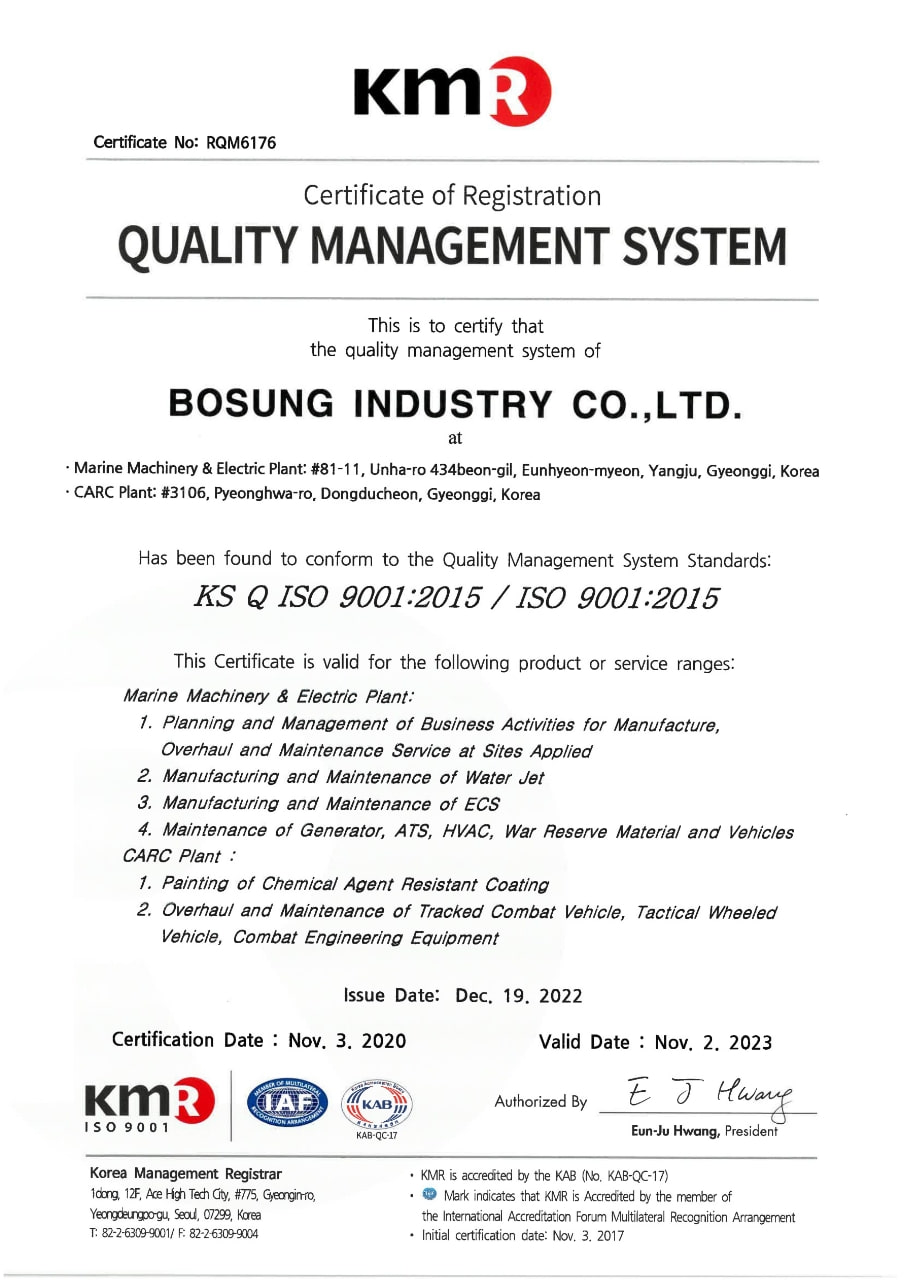 KMR
Certificate No: RQM6176
Certificate of Registration
QUALITY MANAGEMENT SYSTEM
This is to certify that
the quality management system of
BOSUNG INDUSTRY CO.,LTD.
at
· Marine Machinery & Electric Plant: #81-11, Unha-ro 434beon-gil, Eunhyeon-myeon, Yangju, Gyeonggi, Korea
· CARC Plant: #3106, Pyeonghwa-ro, Dongducheon, Gyeonggi, Korea
Has been found to conform to the Quality Management System Standards:
KS Q ISO 9001:2015 / ISO 9001:2015
This Certificate is valid for the following product or service ranges:
Marine Machinery & Electric Plant:
1. Planning and Management of Business Activities for Manufacture,
Overhaul and Maintenance Service at Sites Applied
2. Manufacturing and Maintenance of Water Jet
3. Manufacturing and Maintenance of ECS
4. Maintenance of Generator, ATS, HVAC, War Reserve Material and Vehicles
CARC Plant :
1. Painting of Chemical Agent Resistant Coating
2. Overhaul and Maintenance of Tracked Combat Vehicle, Tactical Wheeled
Vehicle, Combat Engineering Equipment
Issue Date: Dec. 19. 2022
Certification Date : Nov. 3. 2020
Valid Date : Nov. 2. 2023
KMR
ISO 9001
MEMBER OF MULTILATERAL
IAF
RECOGNITION ARRANGEMENT
Korea Accreditation Board
KAB
KAB-QC-17
Authorized By
E J Hwang
Eun-Ju Hwang, President
Korea Management Registrar
1dong, 12F, Ace High Tech City, #775, Gyeongin-ro,
Yeongdeungpo-gu, Seoul, 07299, Korea
T: 82-2-6309-9001/ F: 82-2-6309-9004
• KMR is accredited by the KAB (No. KAB-QC-17)
• Mark indicates that KMR is Accredited by the member of
the International Accreditation Forum Multilateral Recognition Arrangement
• Initial certification date: Nov. 3. 2017